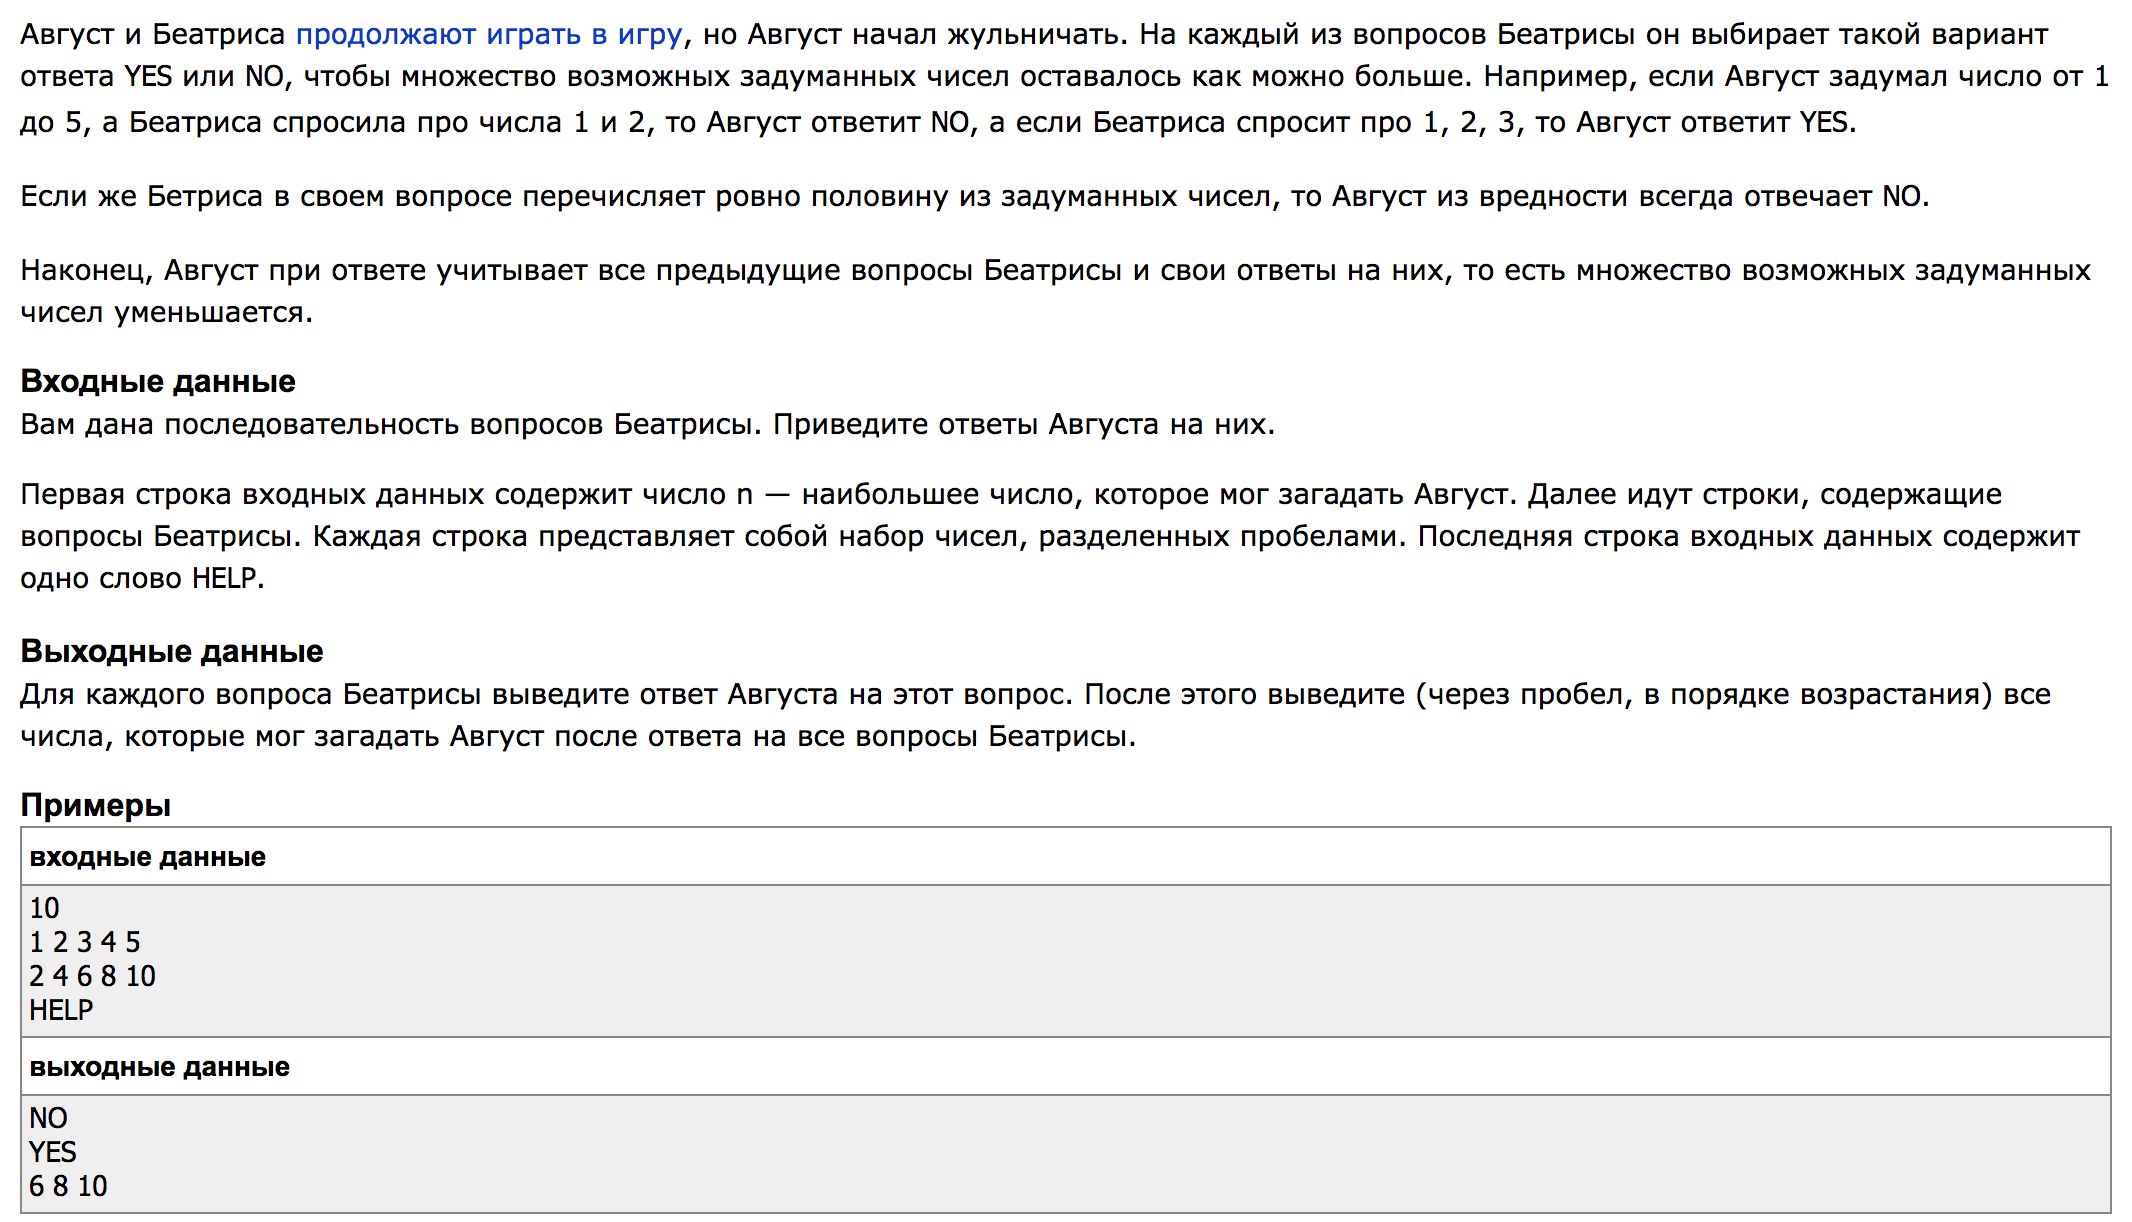 Август и Беатриса продолжают играть в игру, но Август начал жульничать. На каждый из вопросов Беатрисы он выбирает такой вариант
ответа YES или NO, чтобы множество возможных задуманных чисел оставалось как можно больше. Например, если Август задумал число от 1
до 5, а Беатриса спросила про числа 1 и 2, то Август ответит NO, а если Беатриса спросит про 1, 2, 3, то Август ответит YES.
Если же Бетриса в своем вопросе перечисляет ровно половину из задуманных чисел, то Август из вредности всегда отвечает NO.
Наконец, Август при ответе учитывает все предыдущие вопросы Беатрисы и свои ответы на них, то есть множество возможных задуманных
чисел уменьшается.
Входные данные
Вам дана последовательность вопросов Беатрисы. Приведите ответы Августа на них.
Первая строка входных данных содержит число n — наибольшее число, которое мог загадать Август. Далее идут строки, содержащие
вопросы Беатрисы. Каждая строка представляет собой набор чисел, разделенных пробелами. Последняя строка входных данных содержит
одно слово HELP.
Выходные данные
Для каждого вопроса Беатрисы выведите ответ Августа на этот вопрос. После этого выведите (через пробел, в порядке возрастания) все
числа, которые мог загадать Август после ответа на все вопросы Беатрисы.
Примеры
входные данные
10
1 2 3 4 5
2 4 6 8 10
HELP
выходные данные
NO
YES
6 8 10